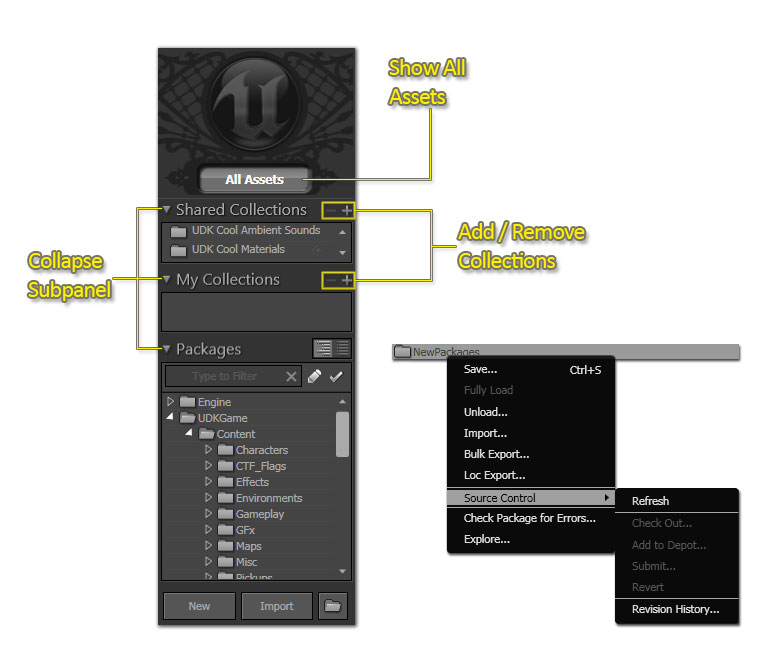 Show All
Assets
All Assets
Shared Collections
UDK Cool Ambient Sounds
UDK Cool Materials
Add / Remove
Collections
Collapse
Subpanel
My Collections
Packages
Type to Filter
Engine
UDKGame
Content
Characters
CTF_Flags
Effects
Environments
Gameplay
GFx
Maps
Misc
Pickups
New
Import
NewPackages
Save... Ctrl+S
Fully Load
Unload...
Import...
Bulk Export...
Loc Export...
Source Control
Check Package for Errors...
Explore...
Refresh
Check Out...
Add to Depot...
Submit...
Revert
Revision History...